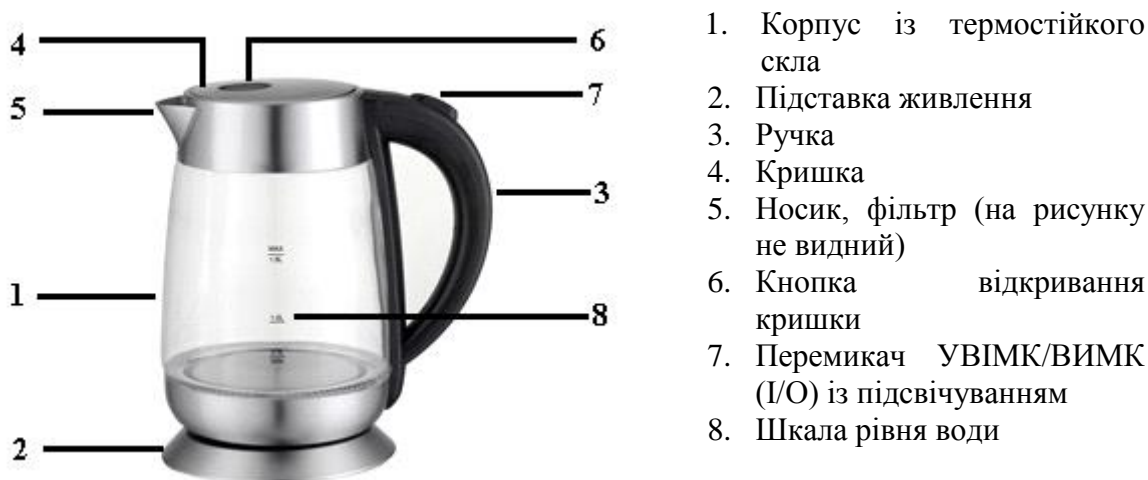 4
6
7
5
3
1
8
2
MAX
1. Корпус із термостійкого
скла
2. Підставка живлення
3. Ручка
4. Кришка
5. Носик, фільтр (на рисунку
не видний)
6. Кнопка відкривання
кришки
7. Перемикач УВІМК/ВИМК
(І/О) із підсвічуванням
8. Шкала рівня води